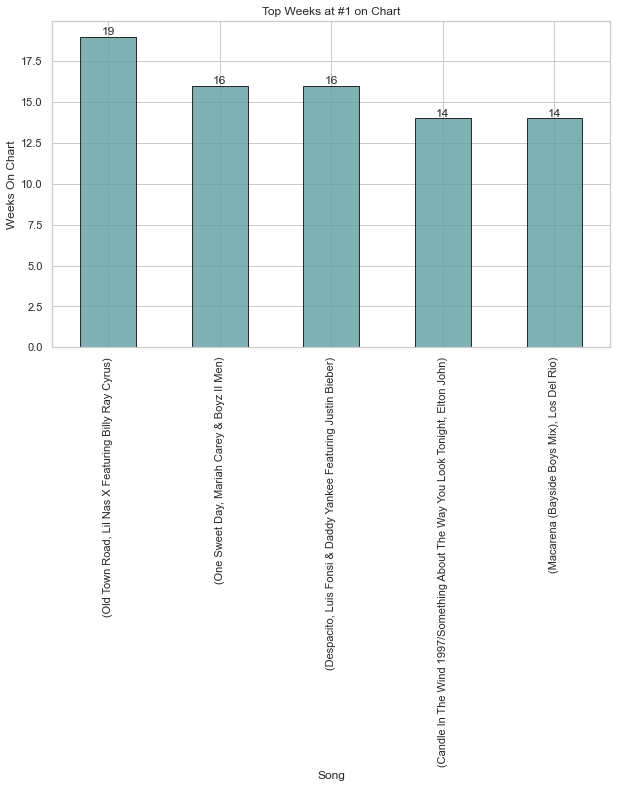 Top Weeks at #1 on Chart
19
16
16
14
14
17.5
15.0
12.5
10.0
7.5
5.0
2.5
0.0
Weeks On Chart
(Old Town Road, Lil Nas X Featuring Billy Ray Cyrus)
(One Sweet Day, Mariah Carey & Boyz II Men)
(Despacito, Luis Fonsi & Daddy Yankee Featuring Justin Bieber)
(Candle In The Wind 1997/Something About The Way You Look Tonight, Elton John)
(Macarena (Bayside Boys Mix), Los Del Rio)
Song